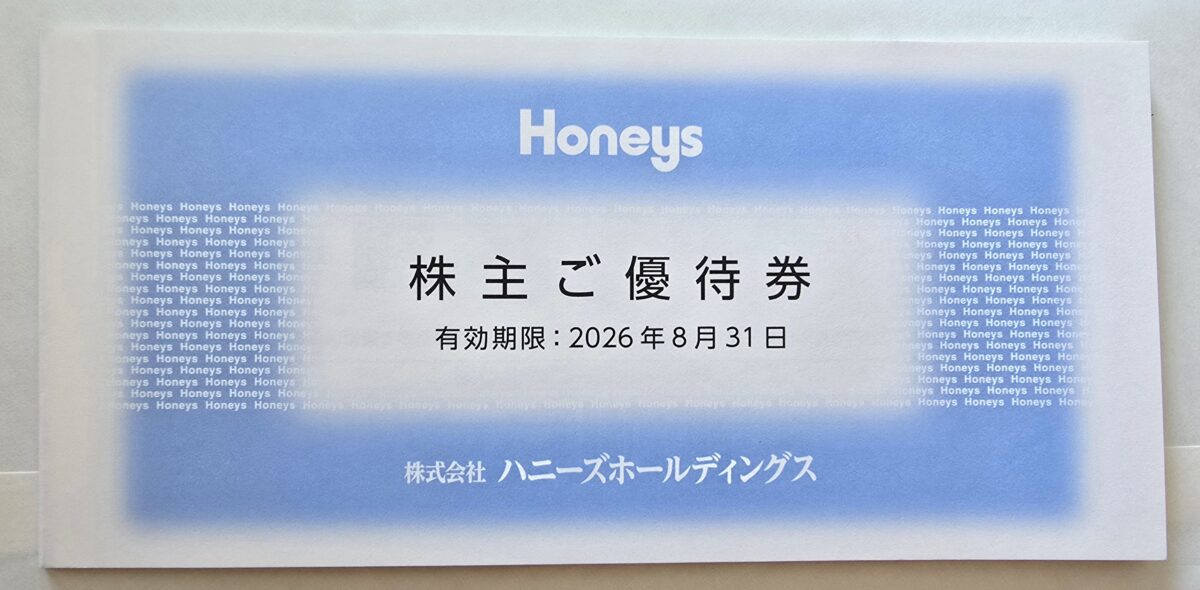 Honeys
株主ご優待券
有効期限：2026年8月31日
株式会社 ハニーズホールディングス